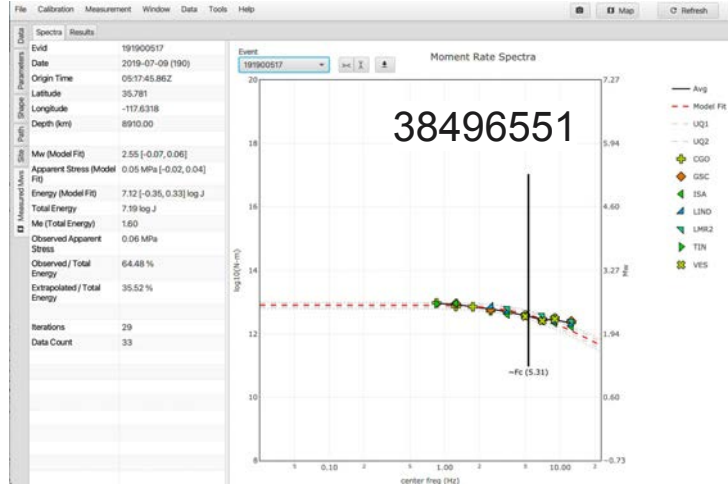 File Calibration Measurement Window Data Tools Help
Map
Refresh
Data
Parameters
Shape
Path
Site
Measured Mws
Spectra Results
Evid 191900517
Date 2019-07-09 (190)
Origin Time 05:17:45.86Z
Latitude 35.781
Longitude -117.6318
Depth (km) 8910.00
Mw (Model Fit) 2.55 [-0.07, 0.06]
Apparent Stress (Model Fit) 0.05 MPa [-0.02, 0.04]
Energy (Model Fit) 7.12 [-0.35, 0.33] log J
Total Energy 7.19 log J
Me (Total Energy) 1.60
Observed Apparent Stress 0.06 MPa
Observed / Total Energy 64.48 %
Extrapolated / Total Energy 35.52 %
Iterations 29
Data Count 33
Event
191900517
Moment Rate Spectra
38496551
20
18
16
14
12
10
8
log10(N-m)
7.27
5.94
4.60
3.27
1.94
0.60
−0.73
Mw
~Fc (5.31)
5 0.10 2 5 1.00 2 5 10.00 2
center freq (Hz)
Avg
Model Fit
UQ1
UQ2
CGO
GSC
ISA
LIND
LMR2
TIN
VES